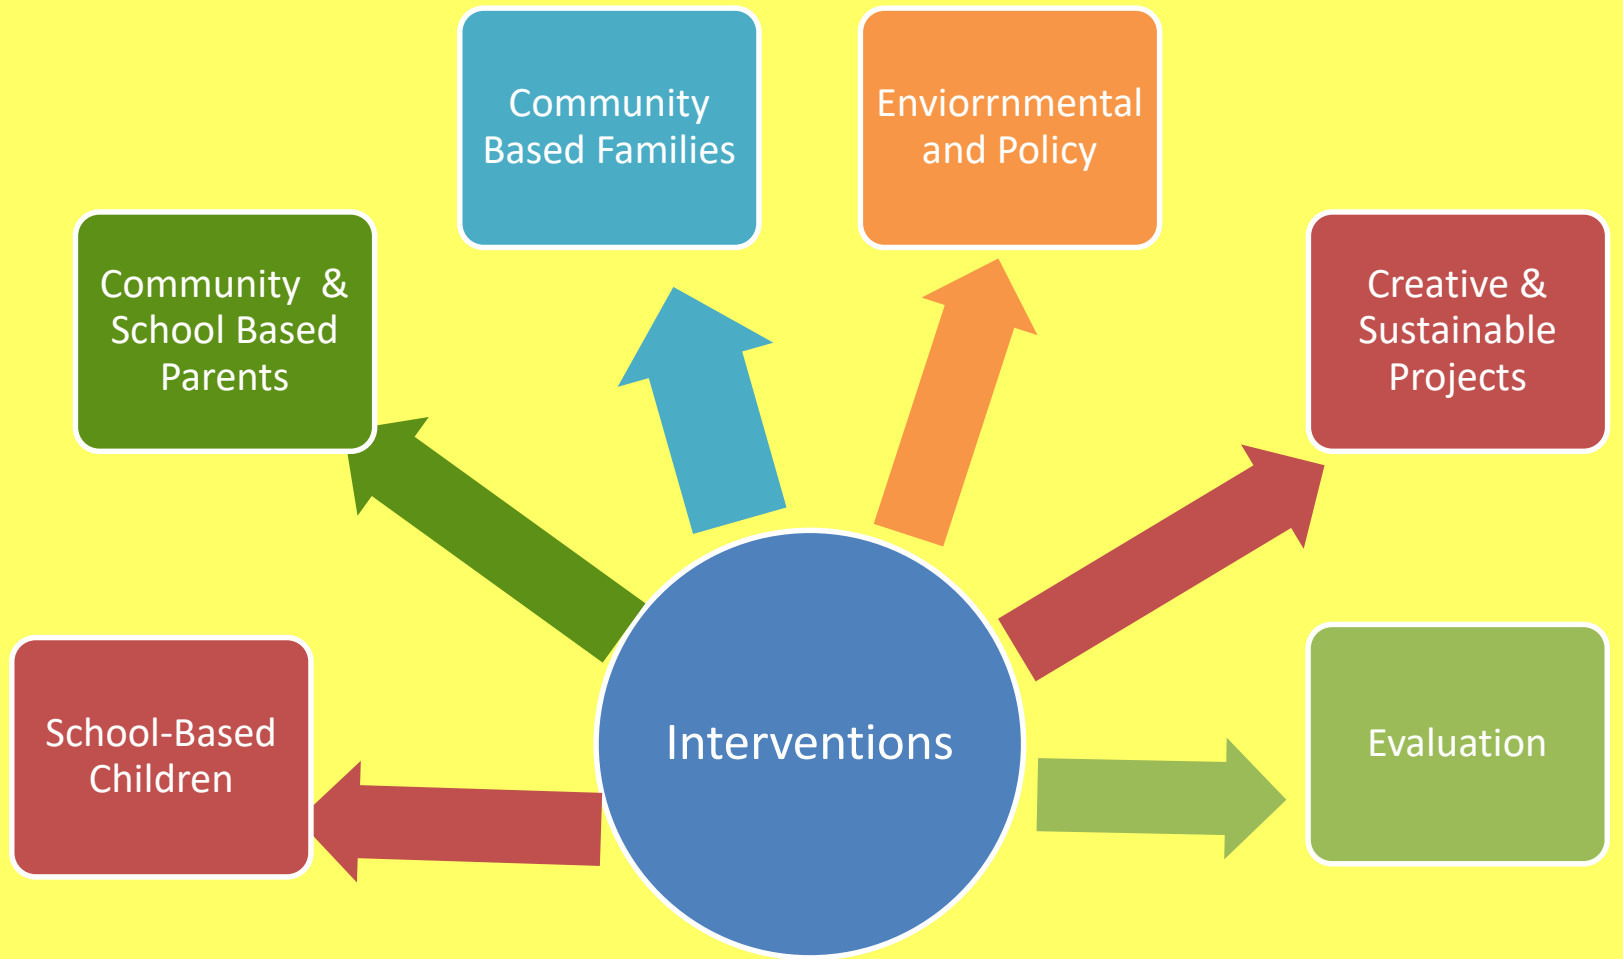 Community
Based Families
Enviorrnmental
and Policy
Community  &
School Based
Parents
Creative &
Sustainable
Projects
School-Based
Children
Interventions
Evaluation